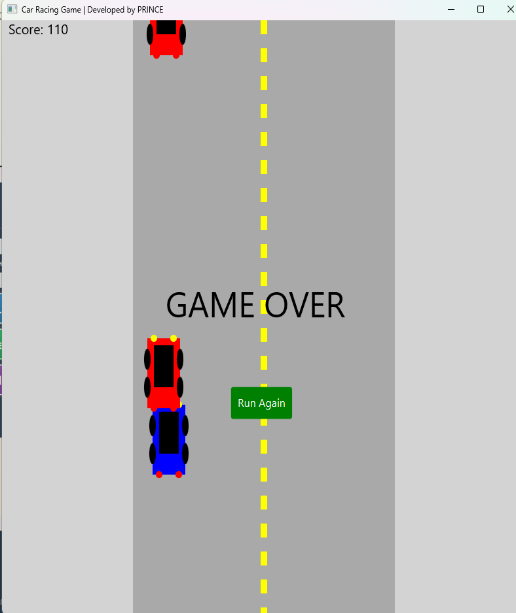 Car Racing Game | Developed by PRINCE
Score: 110
GAME OVER
Run Again